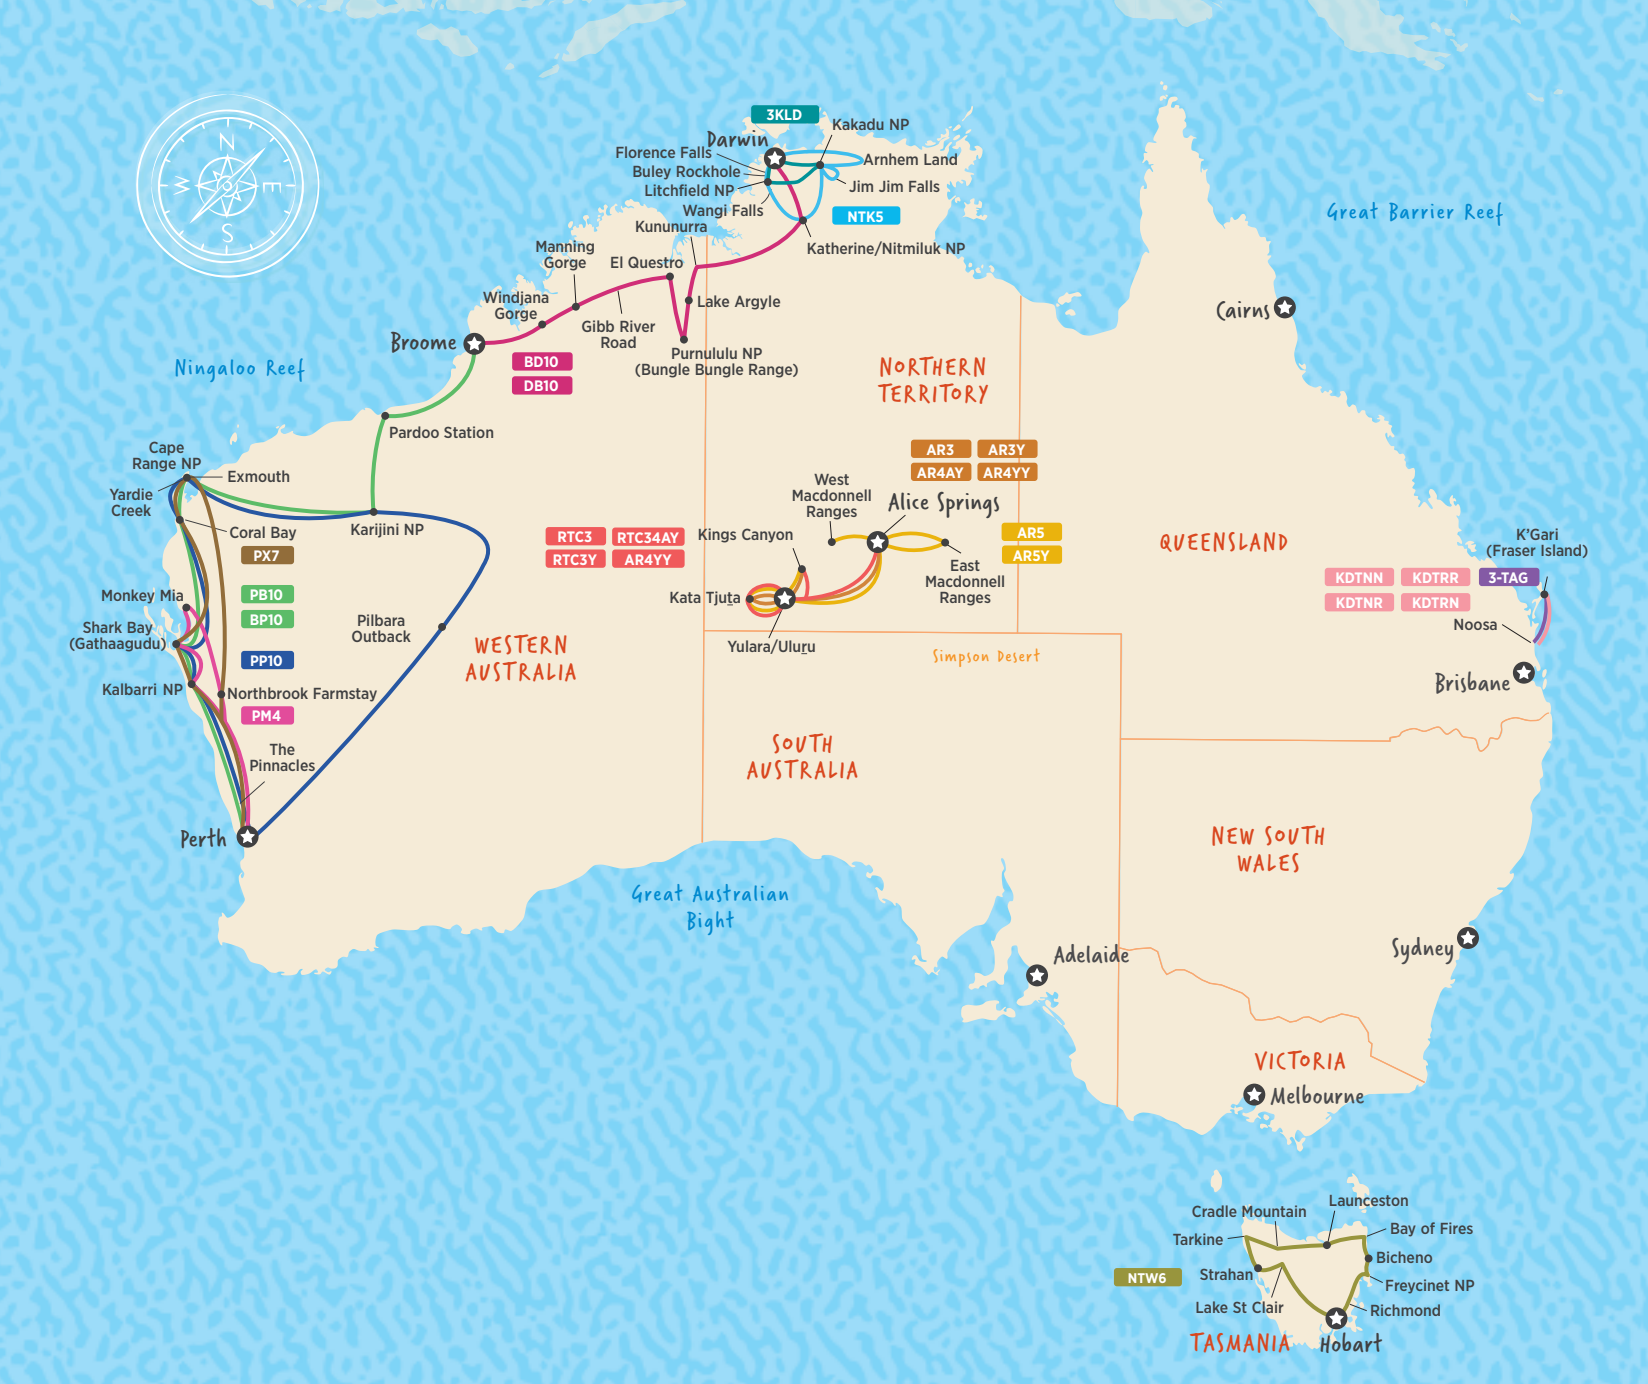 N
E
S
W
3KLD
Kakadu NP
Darwin
Florence Falls
Arnhem Land
Buley Rockhole
Litchfield NP
Jim Jim Falls
Wangi Falls
NTK5
Kununurra
Katherine/Nitmiluk NP
Great Barrier Reef
Manning
Gorge
El Questro
Windjana
Gorge
Lake Argyle
Gibb River
Road
Cairns
Broome
Purnululu NP
(Bungle Bungle Range)
BD10
DB10
Ningaloo Reef
NORTHERN
TERRITORY
Pardoo Station
Cape
Range NP
Exmouth
Yardie
Creek
Coral Bay
Karijini NP
AR3
AR3Y
AR4AY
AR4YY
West
Macdonnell
Ranges
Alice Springs
Kings Canyon
RTC3
RTC34AY
RTC3Y
AR4YY
AR5
AR5Y
East
Macdonnell
Ranges
QUEENSLAND
K'Gari
(Fraser Island)
KDTNN
KDTRR
3-TAG
KDTNR
KDTRN
Noosa
Brisbane
PX7
PB10
BP10
Monkey Mia
Shark Bay
(Gathaagudu)
PP10
Kalbarri NP
Northbrook Farmstay
PM4
Pilbara
Outback
WESTERN
AUSTRALIA
Kata Tjuṯa
Yulara/Uluṟu
Simpson Desert
The
Pinnacles
SOUTH
AUSTRALIA
Perth
NEW SOUTH
WALES
Great Australian
Bight
Adelaide
Sydney
VICTORIA
Melbourne
Launceston
Cradle Mountain
Bay of Fires
Tarkine
Bicheno
NTW6
Strahan
Freycinet NP
Lake St Clair
Richmond
TASMANIA
Hobart